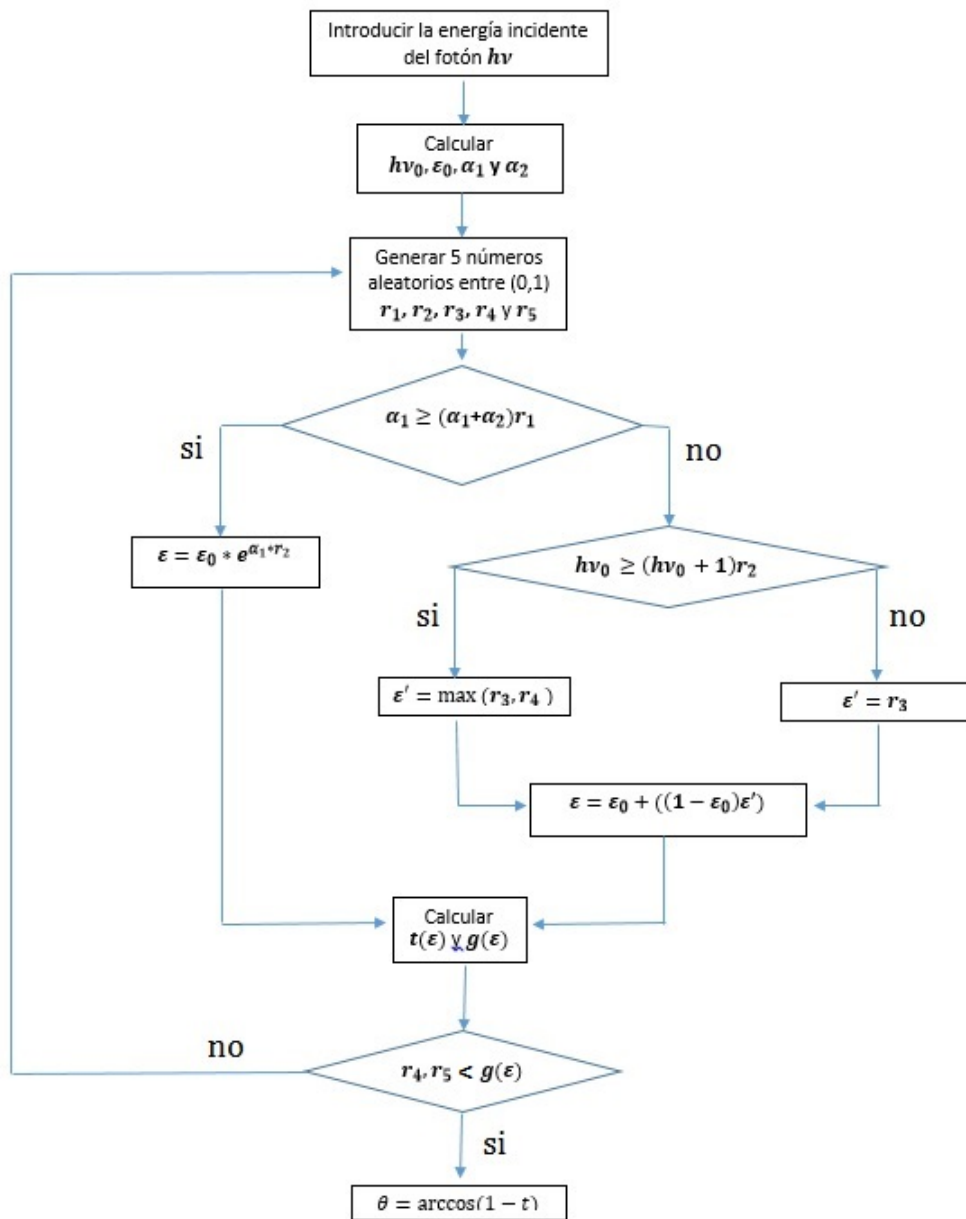 Introducir la energía incidente
del fotón hν
Calcular
hν₀, ε₀, α₁ y α₂
Generar 5 números
aleatorios entre (0,1)
r₁, r₂, r₃, r₄ y r₅
α₁ ≥ (α₁+α₂)r₁
si
no
ε = ε₀ * e^{α₁*r₂}
hν₀ ≥ (hν₀ + 1)r₂
si
no
ε′ = max (r₃, r₄ )
ε′ = r₃
ε = ε₀ + ((1 − ε₀)ε′)
Calcular
t(ε) y g(ε)
no
r₄, r₅ < g(ε)
si
θ = arccos(1 − t)